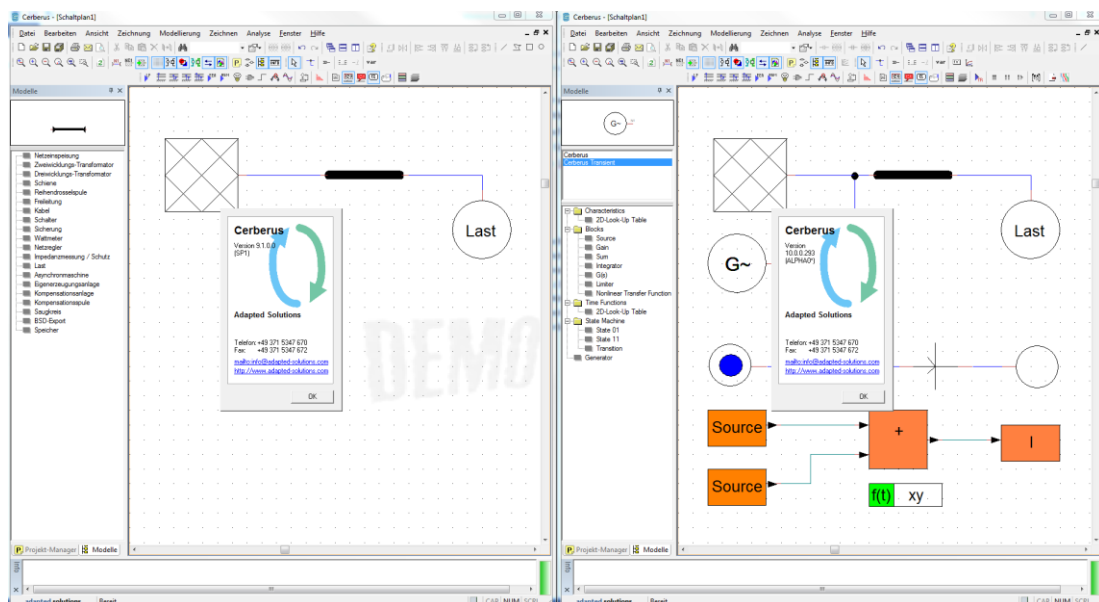 Cerberus - [Schaltplan1]
Datei Bearbeiten Ansicht Zeichnung Modellierung Zeichnen Analyse Fenster Hilfe
var
Modelle
Netzeinspeisung
Zweiwicklungs-Transformator
Dreiwicklungs-Transformator
Schiene
Reihendrosselspule
Freileitung
Kabel
Schalter
Sicherung
Wattmeter
Netzregler
Impedanzmessung / Schutz
Last
Asynchronmaschine
Eigenerzeugungsanlage
Kompensationsanlage
Kompensationsspule
Saugkreis
BSD-Export
Speicher
Projekt-Manager Modelle
Last
DEMO
Cerberus
Version 9.1.0.0
(SP1)
Adapted Solutions
Telefon: +49 371 5347 670
Fax: +49 371 5347 672
mailto:info@adapted-solutions.com
http://www.adapted-solutions.com
OK
Info
adapted solutions Bereit
CAP NUM SCRL
Cerberus - [Schaltplan1]
Datei Bearbeiten Ansicht Zeichnung Modellierung Zeichnen Analyse Fenster Hilfe
var
Modelle
G~
Cerberus
Cerberus Transient
Characteristics
2D-Look-Up Table
Blocks
Source
Gain
Sum
Integrator
G(s)
Limiter
Nonlinear Transfer Function
Time Functions
2D-Look-Up Table
State Machine
State 01
State 11
Transition
Generator
Projekt-Manager Modelle
Last
G~
Cerberus
Version
10.0.0.293
Adapted Solutions
Telefon: +49 371 5347 670
Fax: +49 371 5347 672
mailto:info@adapted-solutions.com
http://www.adapted-solutions.com
OK
Source
+
I
Source
f(t) xy
Info
adapted solutions Bereit
CAP NUM SCRL